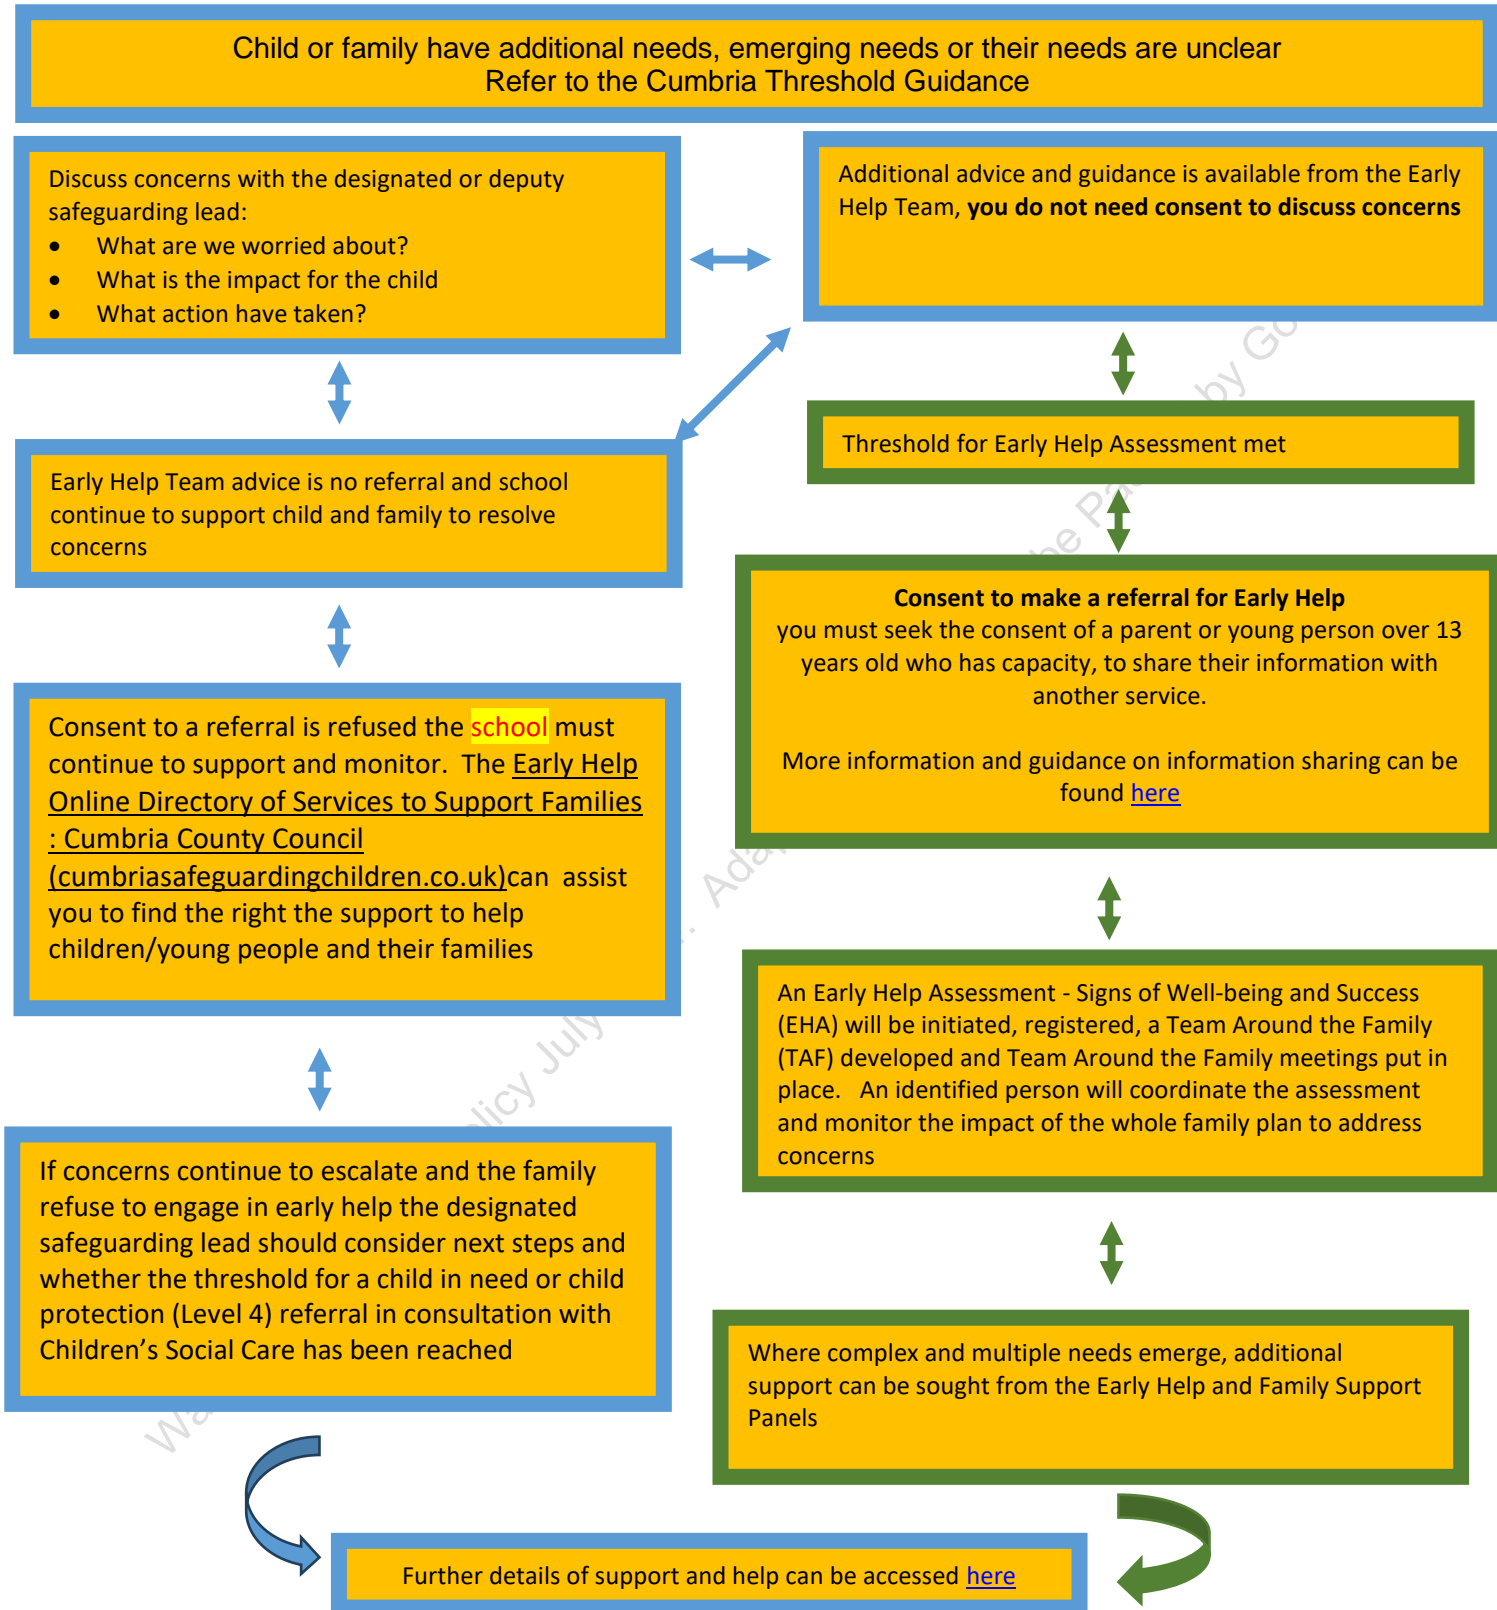 Child or family have additional needs, emerging needs or their needs are unclear
Refer to the Cumbria Threshold Guidance
Discuss concerns with the designated or deputy
safeguarding lead:
• What are we worried about?
• What is the impact for the child
• What action have taken?
Additional advice and guidance is available from the Early
Help Team, you do not need consent to discuss concerns
Early Help Team advice is no referral and school
continue to support child and family to resolve
concerns
Threshold for Early Help Assessment met
Consent to make a referral for Early Help
you must seek the consent of a parent or young person over 13
years old who has capacity, to share their information with
another service.
More information and guidance on information sharing can be
found here
Consent to a referral is refused the school must
continue to support and monitor. The Early Help
Online Directory of Services to Support Families
: Cumbria County Council
(cumbriasafeguardingchildren.co.uk)can assist
you to find the right the support to help
children/young people and their families
An Early Help Assessment - Signs of Well-being and Success
(EHA) will be initiated, registered, a Team Around the Family
(TAF) developed and Team Around the Family meetings put in
place. An identified person will coordinate the assessment
and monitor the impact of the whole family plan to address
concerns
If concerns continue to escalate and the family
refuse to engage in early help the designated
safeguarding lead should consider next steps and
whether the threshold for a child in need or child
protection (Level 4) referral in consultation with
Children’s Social Care has been reached
Where complex and multiple needs emerge, additional
support can be sought from the Early Help and Family Support
Panels
Further details of support and help can be accessed here
July
by